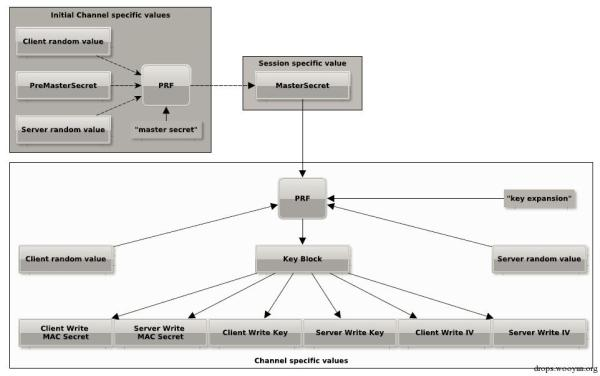 Initial Channel specific values
Client random value
PreMasterSecret
Server random value
PRF
"master secret"
Session specific value
MasterSecret
PRF
"key expansion"
Client random value
Key Block
Server random value
Client Write
MAC Secret
Server Write
MAC Secret
Client Write Key
Server Write Key
Client Write IV
Server Write IV
Channel specific values
drops.wooyun.org